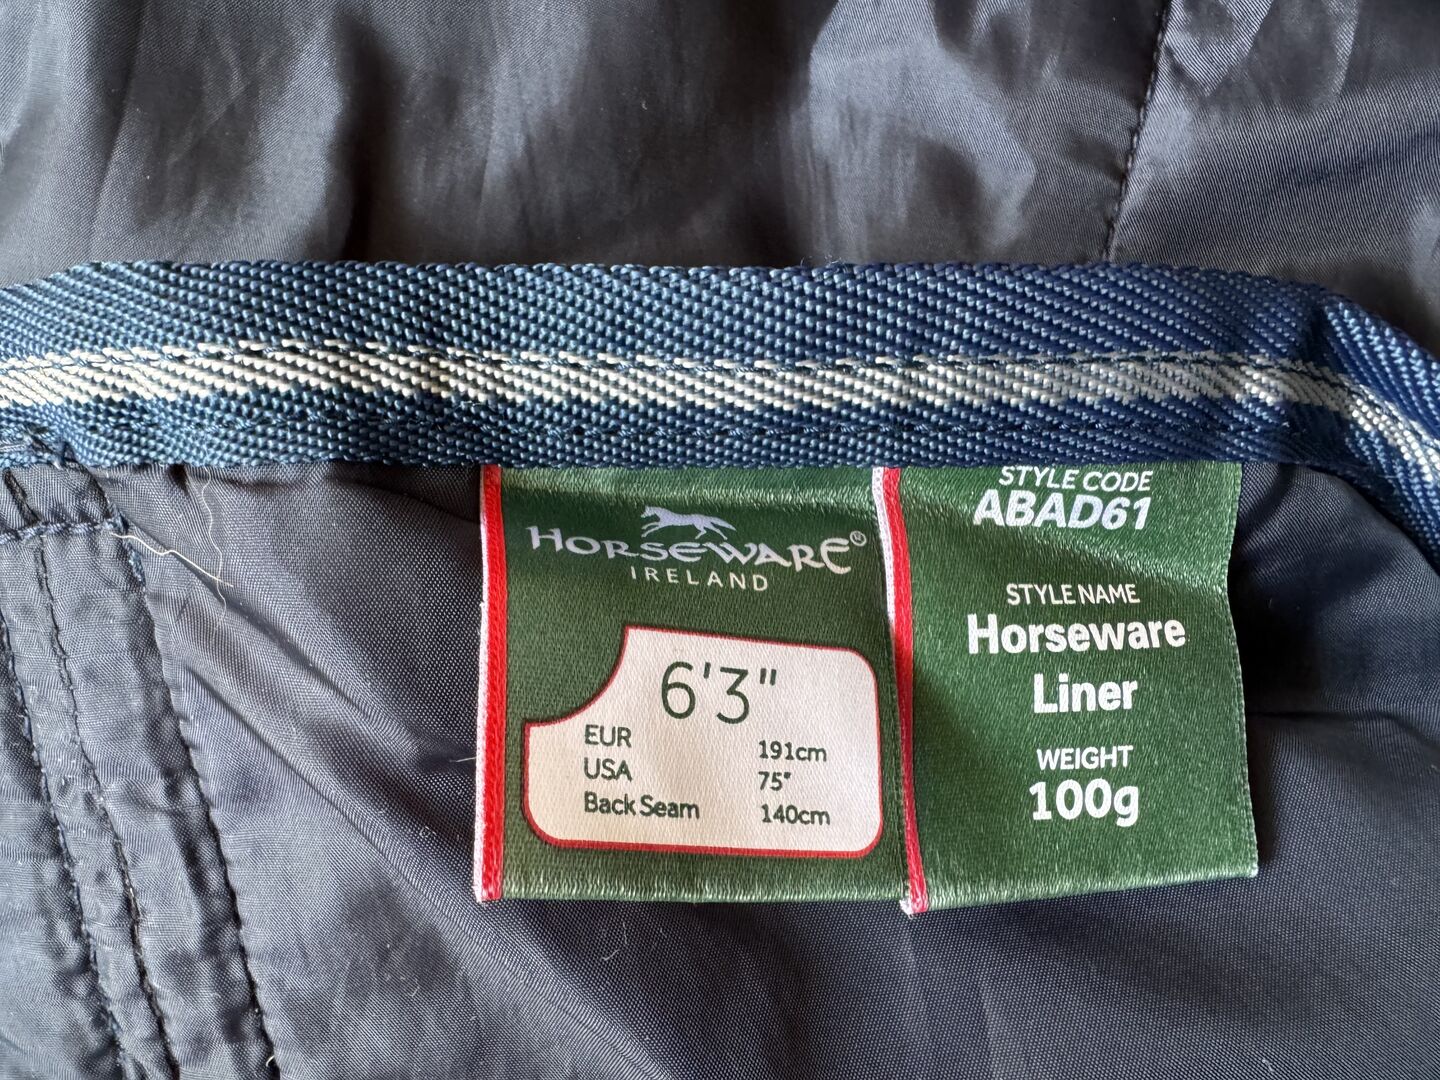 HORSEWARE®
IRELAND
6'3"
EUR 191cm
USA 75"
Back Seam 140cm
STYLE CODE
ABAD61
STYLE NAME
Horseware
Liner
WEIGHT
100g